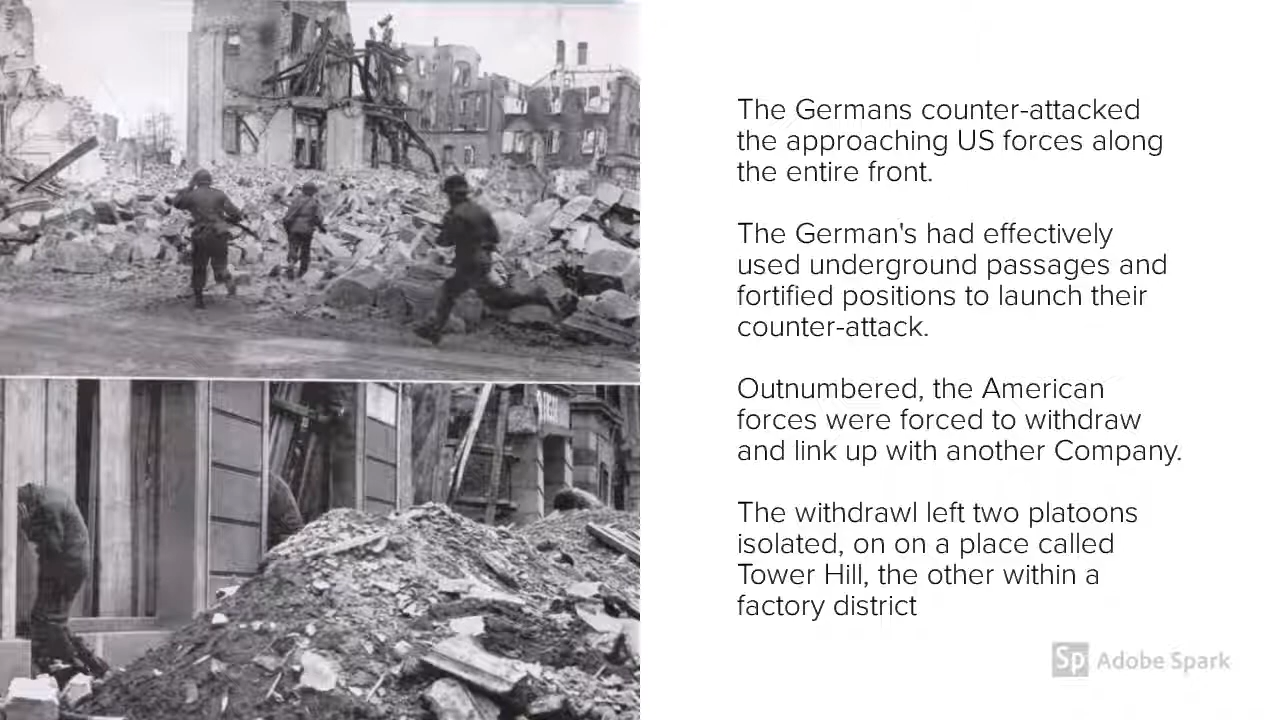 The Germans counter-attacked
the approaching US forces along
the entire front.
The German's had effectively
used underground passages and
fortified positions to launch their
counter-attack.
Outnumbered, the American
forces were forced to withdraw
and link up with another Company.
The withdrawl left two platoons
isolated, on on a place called
Tower Hill, the other within a
factory district
Sp Adobe Spark